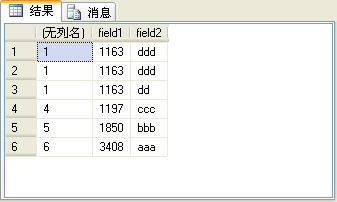 结果 消息
(无列名) field1 field2
1 1 1163 ddd
2 1 1163 ddd
3 1 1163 dd
4 4 1197 ccc
5 5 1850 bbb
6 6 3408 aaa